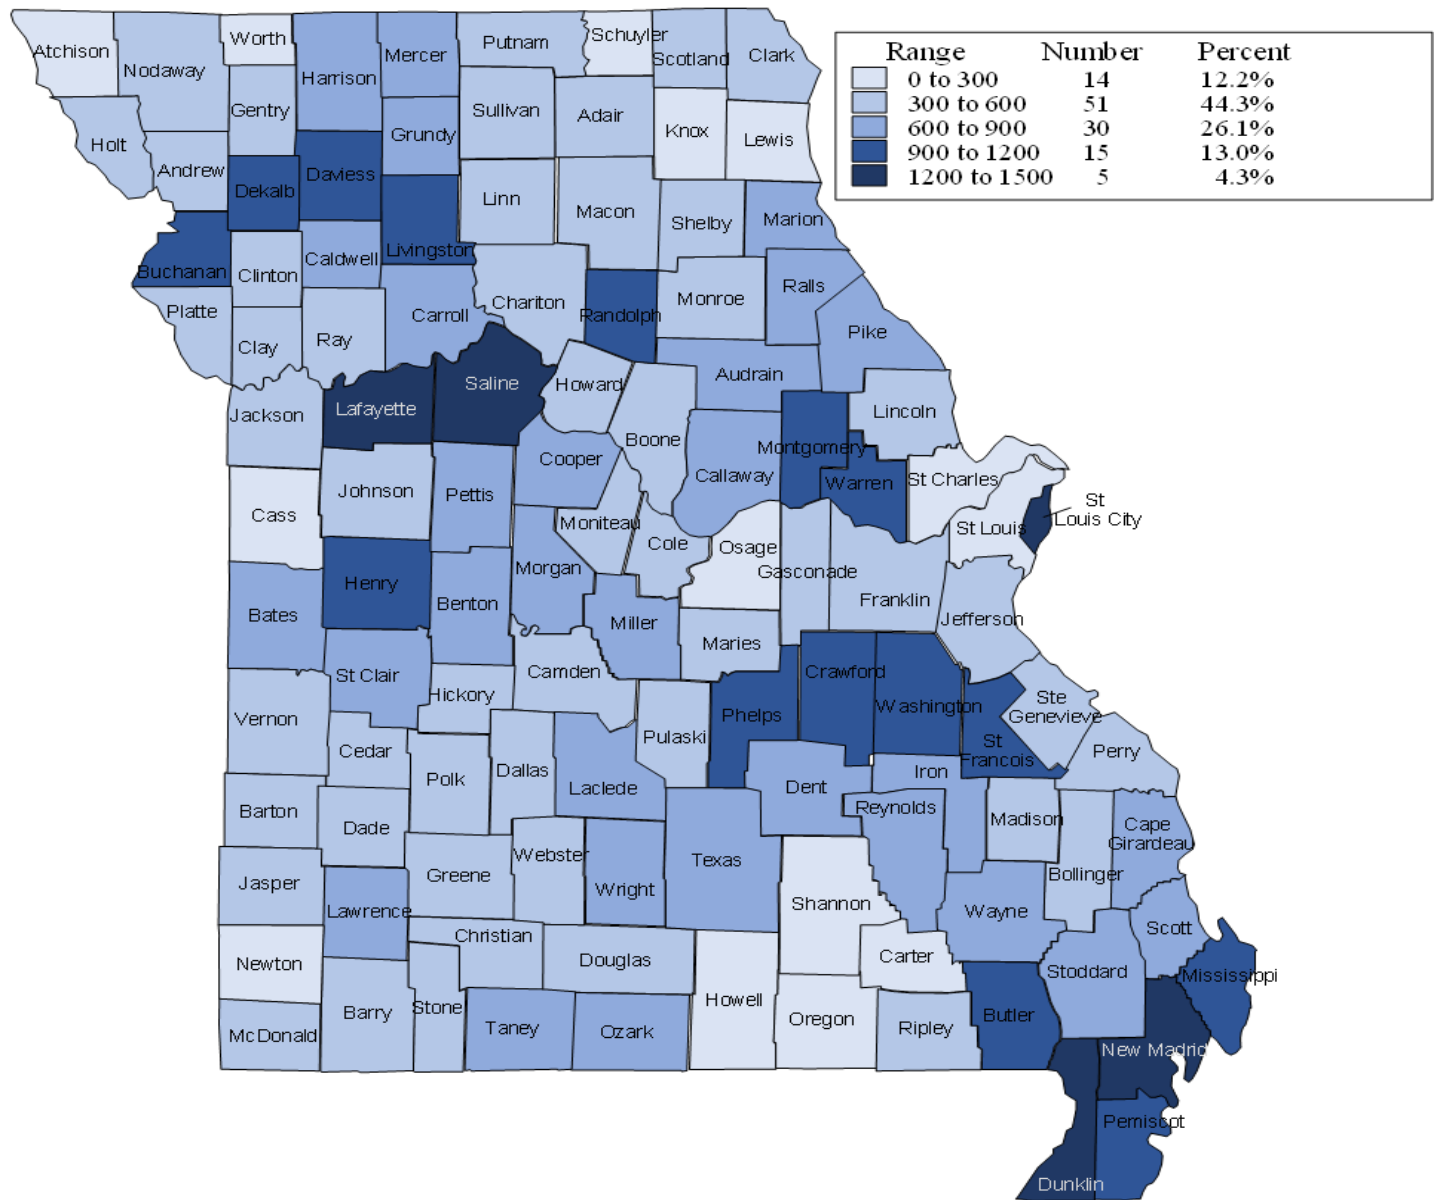 Range Number Percent
0 to 300 14 12.2%
300 to 600 51 44.3%
600 to 900 30 26.1%
900 to 1200 15 13.0%
1200 to 1500 5 4.3%
Atchison
Nodaway
Worth
Harrison
Mercer
Putnam
Schuyler
Scotland
Clark
Gentry
Sullivan
Adair
Knox
Lewis
Holt
Andrew
Dekalb
Daviess
Grundy
Linn
Macon
Shelby
Marion
Buchanan
Clinton
Caldwell
Livingston
Chariton
Randolph
Monroe
Ralls
Pike
Platte
Clay
Ray
Carroll
Saline
Howard
Audrain
Jackson
Lafayette
Boone
Callaway
Montgomery
Lincoln
Warren
St Charles
St
Louis City
St Louis
Cass
Johnson
Pettis
Cooper
Moniteau
Cole
Osage
Gasconade
Franklin
Jefferson
Bates
Henry
Benton
Morgan
Miller
Maries
St Clair
Hickory
Camden
Crawford
Washington
Ste
Genevieve
Vernon
Cedar
Polk
Dallas
Laclede
Pulaski
Phelps
Dent
Iron
St
Francois
Perry
Barton
Dade
Greene
Webster
Wright
Texas
Reynolds
Madison
Bollinger
Cape
Girardeau
Jasper
Lawrence
Christian
Douglas
Shannon
Wayne
Scott
Newton
Barry
Stone
Taney
Ozark
Howell
Carter
Oregon
Ripley
Butler
Stoddard
Mississippi
McDonald
New Madrid
Pemiscot
Dunklin